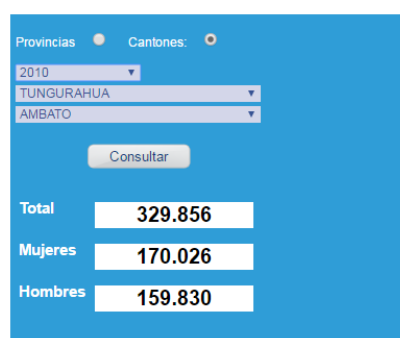 Provincias Cantones:
2010
TUNGURAHUA
AMBATO
Consultar
Total 329.856
Mujeres 170.026
Hombres 159.830